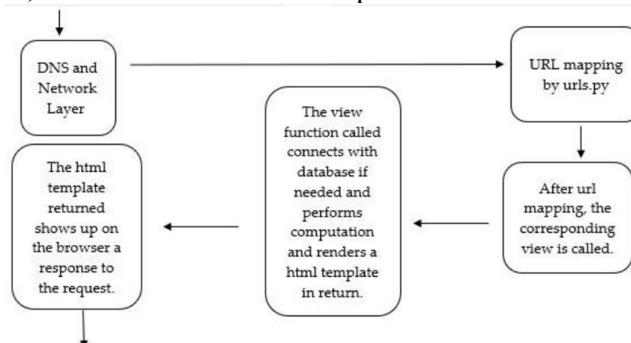 DNS and
Network
Layer
URL mapping
by urls.py
The view
function called
connects with
database if
needed and
performs
computation
and renders a
html template
in return.
After url
mapping, the
corresponding
view is called.
The html
template
returned
shows up on
the browser a
response to
the request.